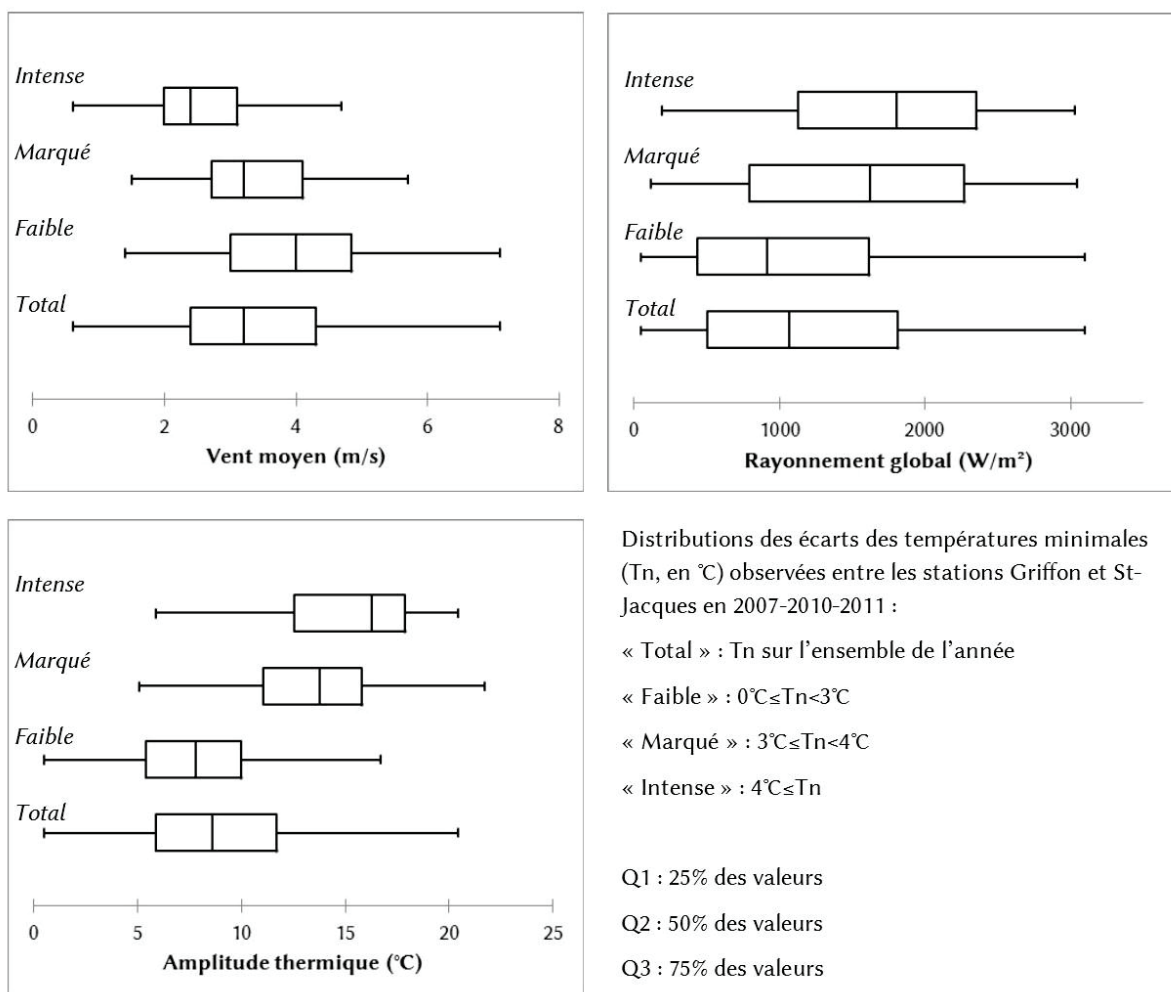 Intense
Marqué
Faible
Total
0 2 4 6 8
Vent moyen (m/s)
Intense
Marqué
Faible
Total
0 1000 2000 3000
Rayonnement global (W/m²)
Intense
Marqué
Faible
Total
0 5 10 15 20 25
Amplitude thermique (°C)
Distributions des écarts des températures minimales
(Tn, en °C) observées entre les stations Griffon et St-
Jacques en 2007-2010-2011 :
« Total » : Tn sur l'ensemble de l'année
« Faible » : 0°C≤Tn<3°C
« Marqué » : 3°C≤Tn<4°C
« Intense » : 4°C≤Tn
Q1 : 25% des valeurs
Q2 : 50% des valeurs
Q3 : 75% des valeurs